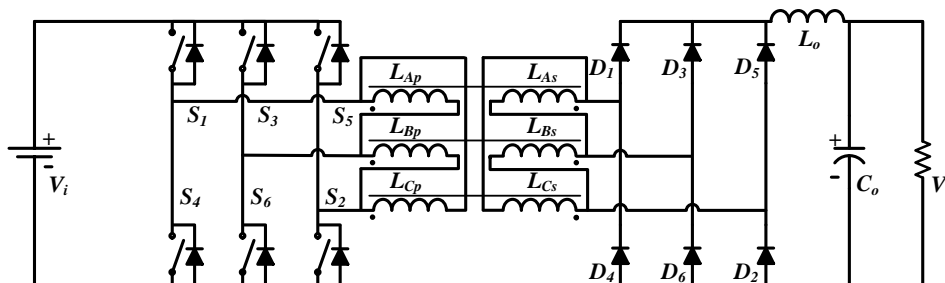 L_o
L_Ap L_As D_1 D_3 D_5
S_1 S_3 S_5
L_Bp L_Bs
+ +
- V_i - C_o V
L_Cp L_Cs
S_4 S_6 S_2
D_4 D_6 D_2